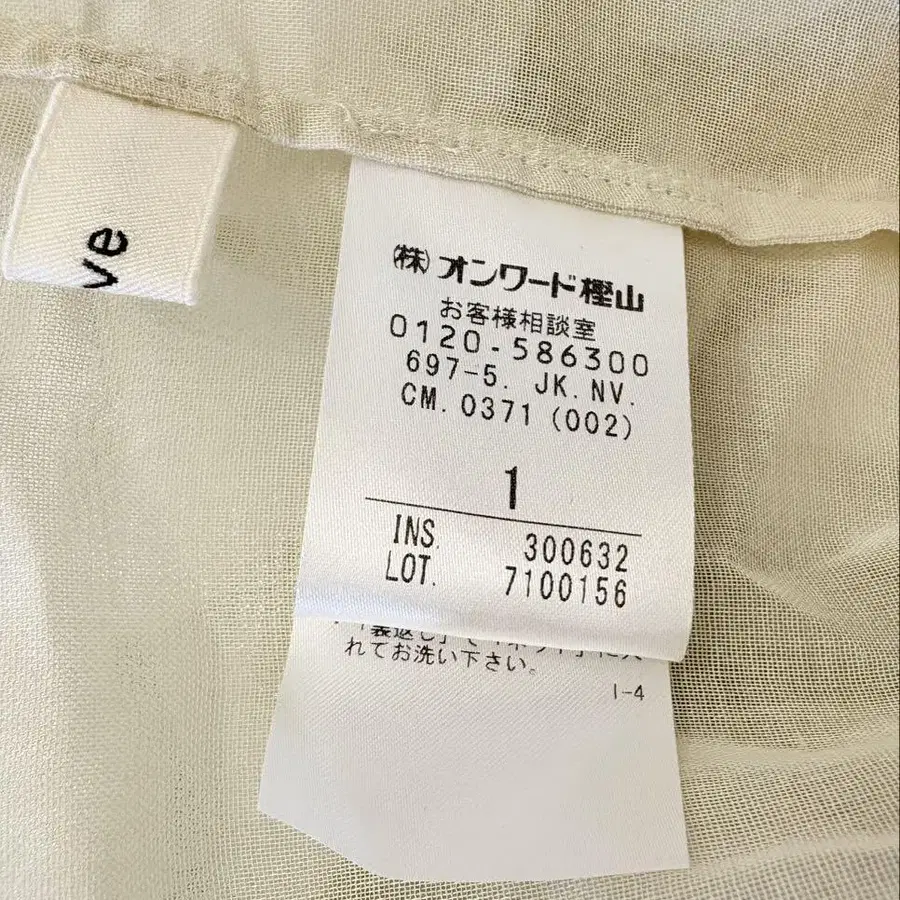 ve
(株)オンワード樫山
お客様相談室
0120-586300
697-5. JK.NV.
CM.0371(002)
1
INS. 300632
LOT. 7100156
れてお洗い下さい。
1-4